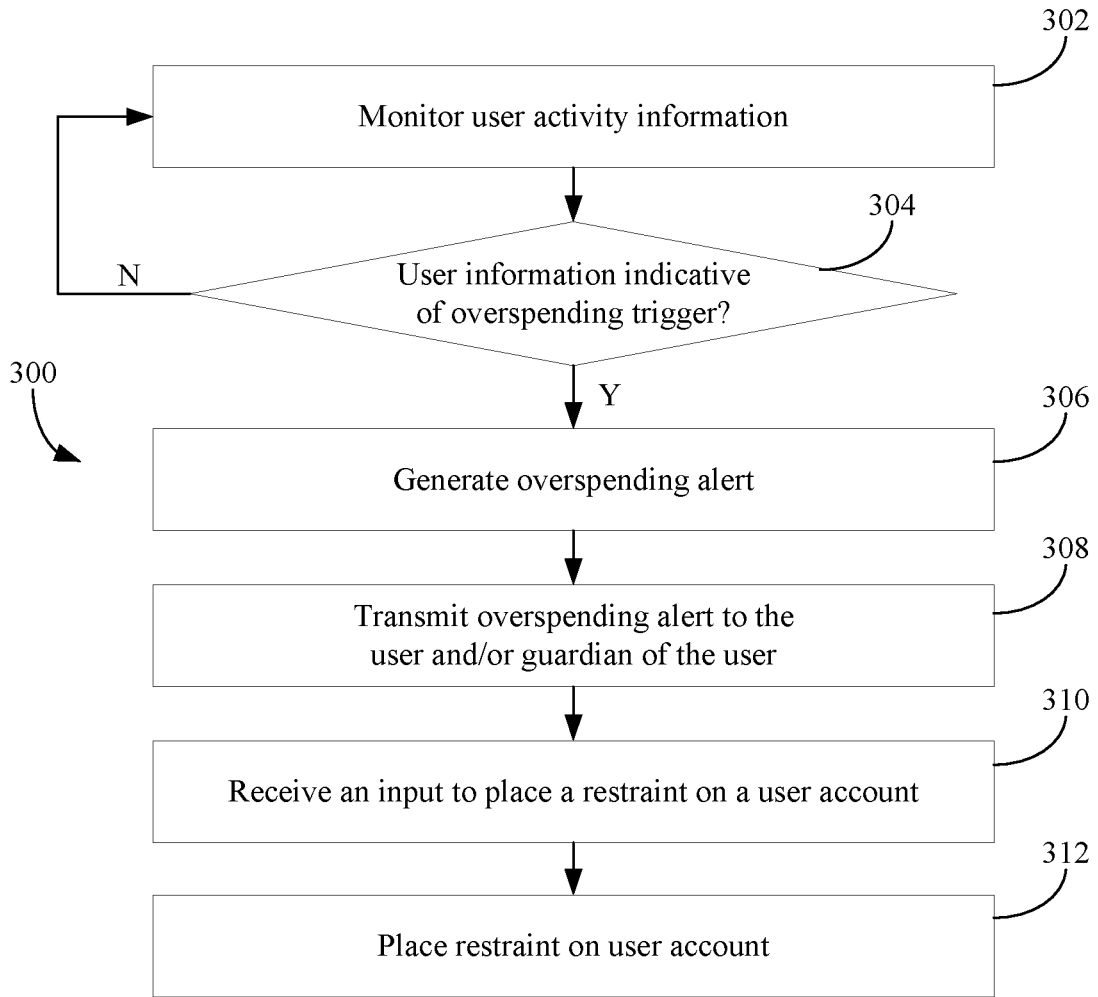 302
Monitor user activity information
304
User information indicative
of overspending trigger?
N
Y
300
306
Generate overspending alert
308
Transmit overspending alert to the
user and/or guardian of the user
310
Receive an input to place a restraint on a user account
312
Place restraint on user account